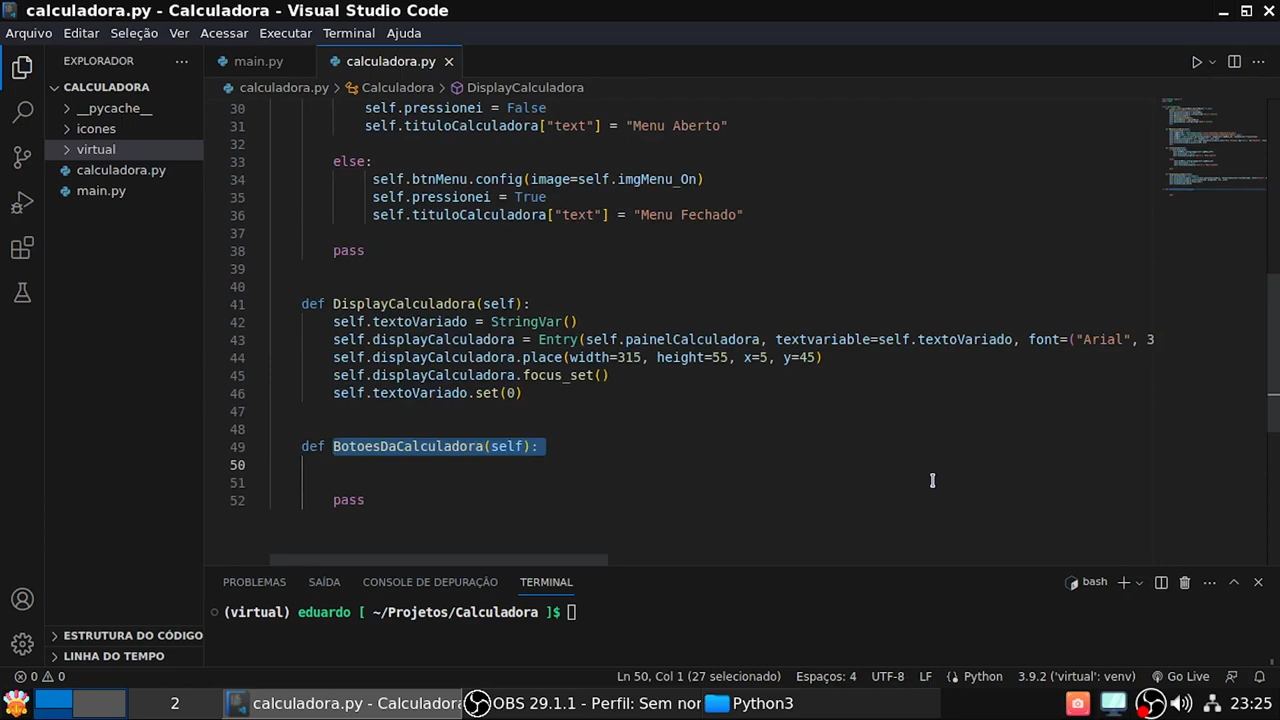 calculadora.py - Calculadora - Visual Studio Code
Arquivo Editar Seleção Ver Acessar Executar Terminal Ajuda
EXPLORADOR
CALCULADORA
__pycache__
icones
virtual
calculadora.py
main.py
ESTRUTURA DO CÓDIGO
LINHA DO TEMPO
main.py calculadora.py
calculadora.py > Calculadora > DisplayCalculadora
30 self.pressionei = False
31 self.tituloCalculadora["text"] = "Menu Aberto"
32
33 else:
34 self.btnMenu.config(image=self.imgMenu_On)
35 self.pressionei = True
36 self.tituloCalculadora["text"] = "Menu Fechado"
37
38 pass
39
40
41 def DisplayCalculadora(self):
42 self.textoVariado = StringVar()
43 self.displayCalculadora = Entry(self.painelCalculadora, textvariable=self.textoVariado, font=("Arial", 3
44 self.displayCalculadora.place(width=315, height=55, x=5, y=45)
45 self.displayCalculadora.focus_set()
46 self.textoVariado.set(0)
47
48
49 def BotoesDaCalculadora(self):
50
51
52 pass
PROBLEMAS SAÍDA CONSOLE DE DEPURAÇÃO TERMINAL
bash
(virtual) eduardo [ ~/Projetos/Calculadora ]$
0 0
Ln 50, Col 1 (27 selecionado) Espaços: 4 UTF-8 LF Python 3.9.2 ('virtual': venv) Go Live
2 calculadora.py - Calculadora OBS 29.1.1 - Perfil: Sem nor Python3 23:25